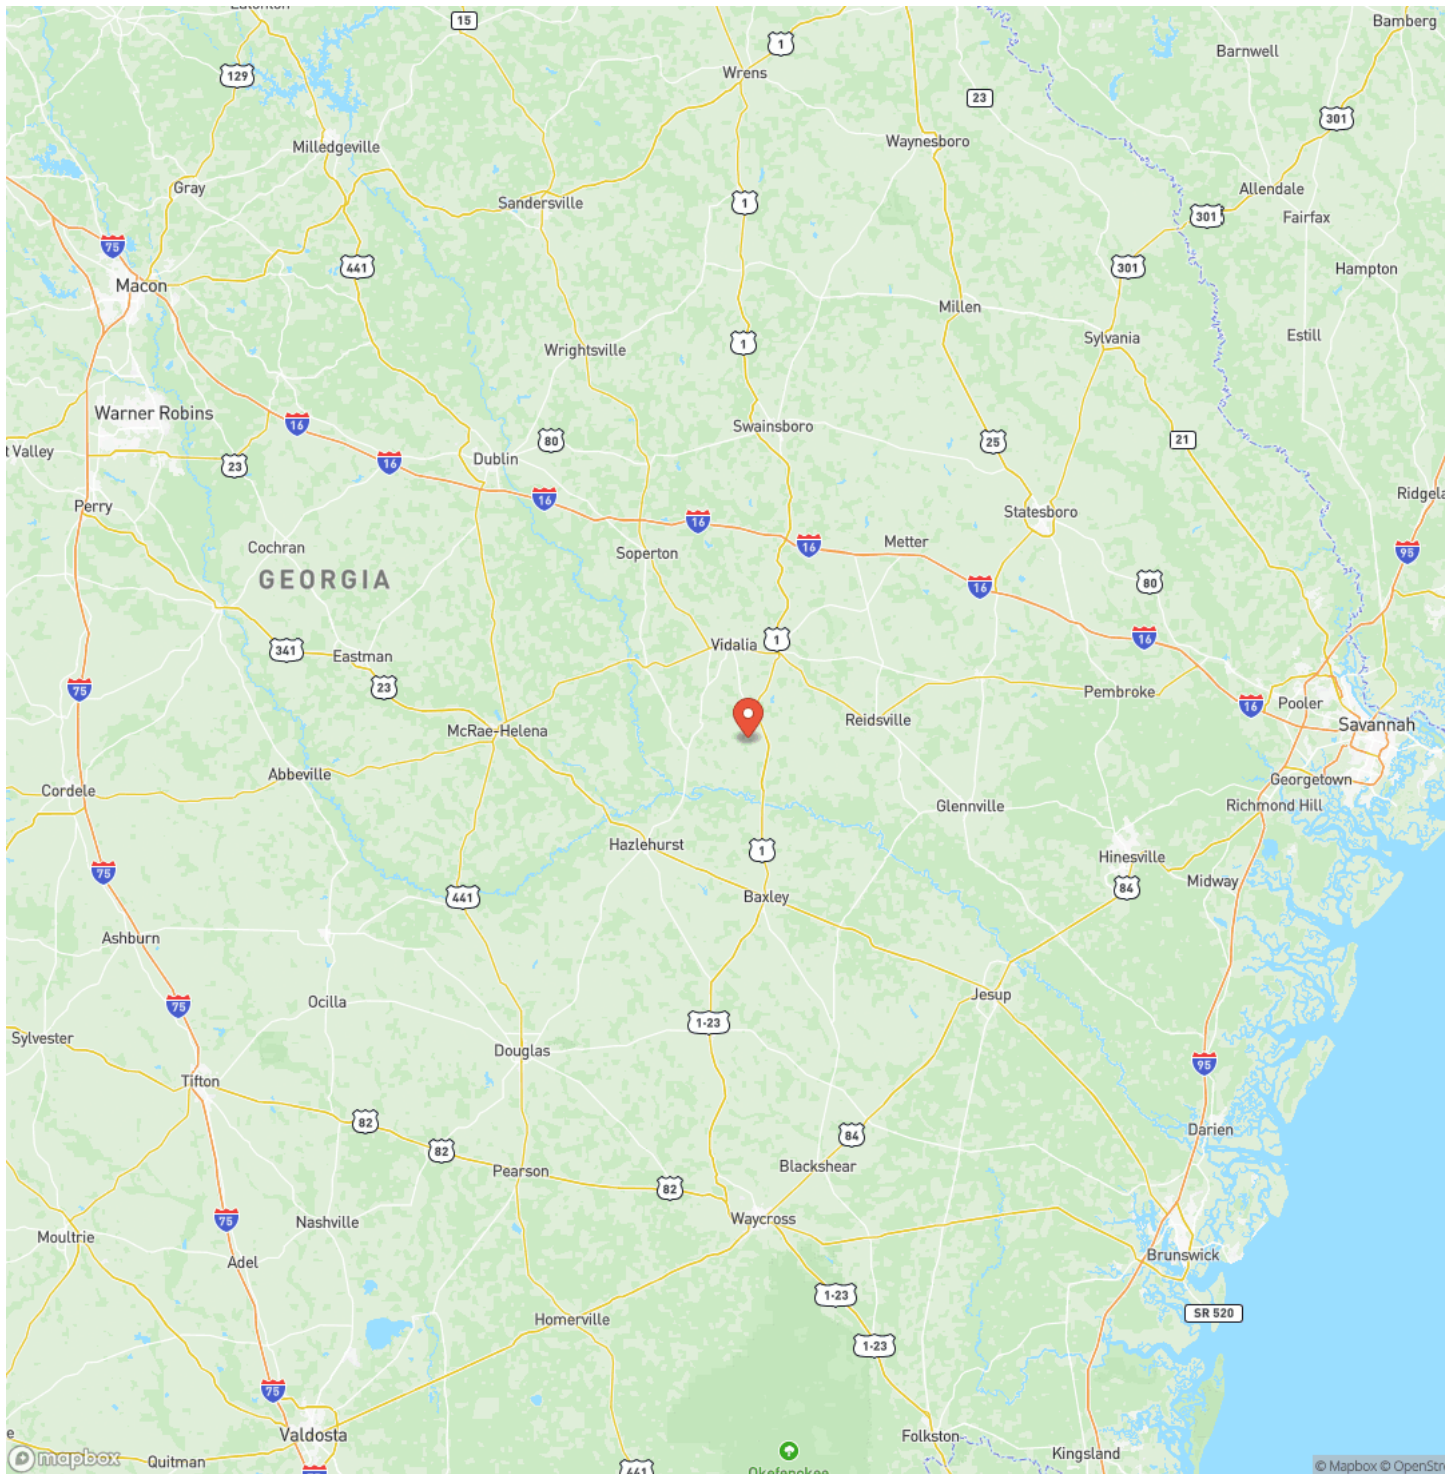 Eatonton
15
Bamberg
1
Barnwell
129
Wrens
23
301
Milledgeville
Waynesboro
Gray
Sandersville
1
Allendale
301
Fairfax
75
441
301
Hampton
Macon
Millen
Estill
Sylvania
1
Wrightsville
Warner Robins
16
Swainsboro
80
25
21
t Valley
23
16
Dublin
Ridgela
Perry
16
16
Statesboro
Cochran
Soperton
16
Metter
95
GEORGIA
16
80
341
Eastman
Vidalia
1
16
23
75
Pembroke
16
Pooler
McRae-Helena
Reidsville
Savannah
Abbeville
Georgetown
Cordele
Glennville
Richmond Hill
Hazlehurst
1
Hinesville
75
441
Baxley
84
Midway
Ashburn
75
Ocilla
Jesup
Sylvester
1-23
Douglas
Tifton
95
82
82
84
Darien
Pearson
Blackshear
82
75
Nashville
Waycross
Moultrie
Adel
Brunswick
1-23
SR 520
Homerville
1-23
75
e
Valdosta
Folkston
mapbox
Quitman
Kingsland
441
Okefenokee
© Mapbox © OpenStr